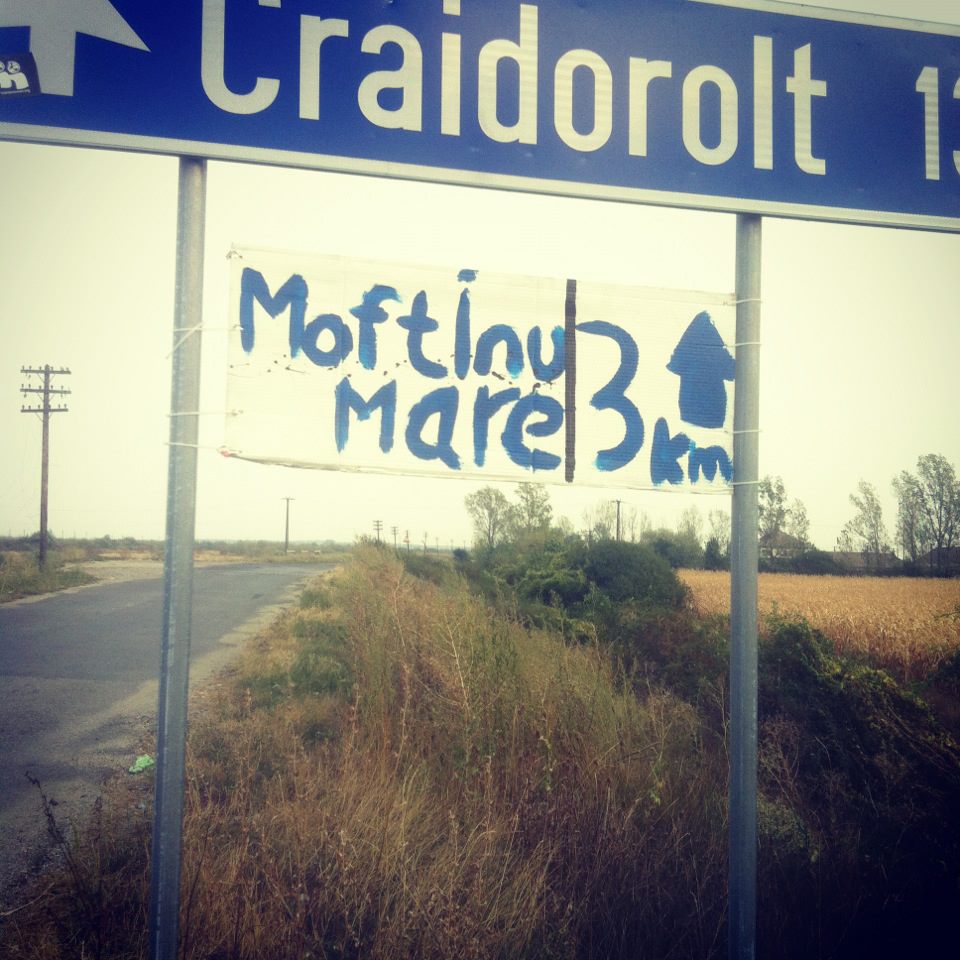 Craidorolt 13
Moftinu 3
Mare km